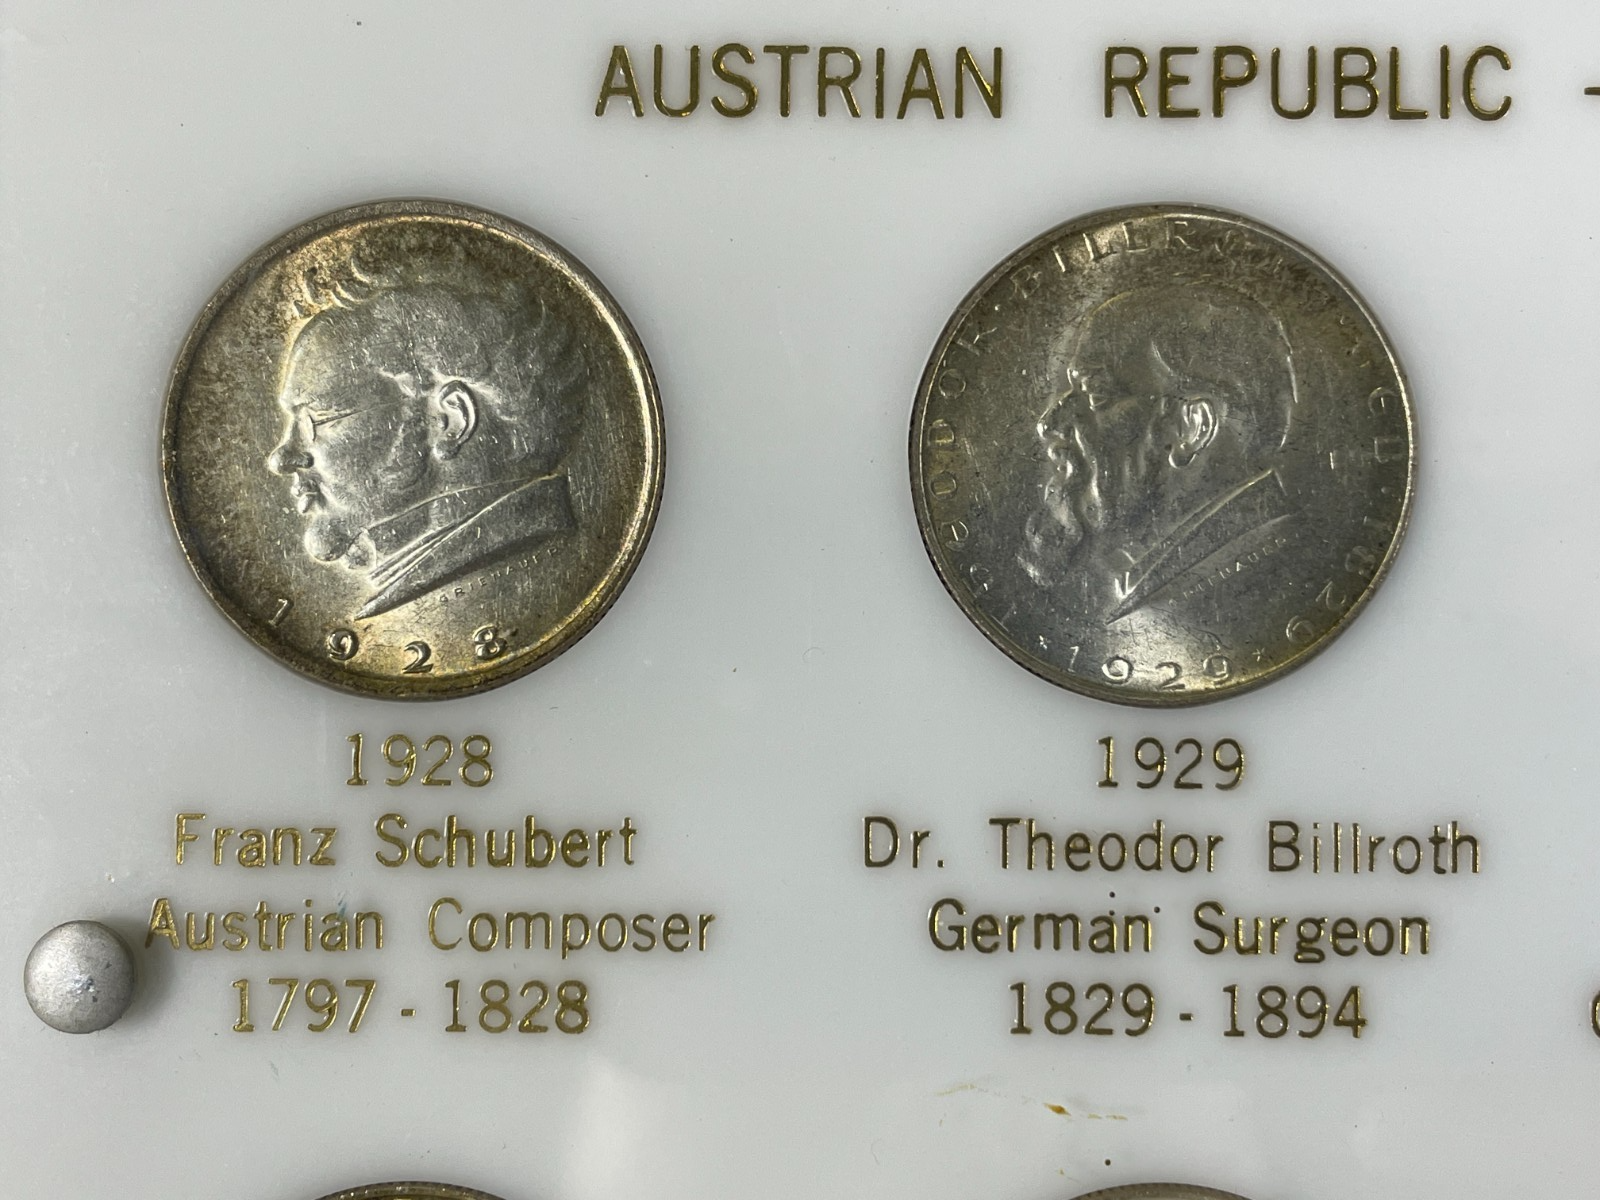 AUSTRIAN REPUBLIC -
1928
1929
1928
Franz Schubert
Austrian Composer
1797 - 1828
1929
Dr. Theodor Billroth
German Surgeon
1829 - 1894